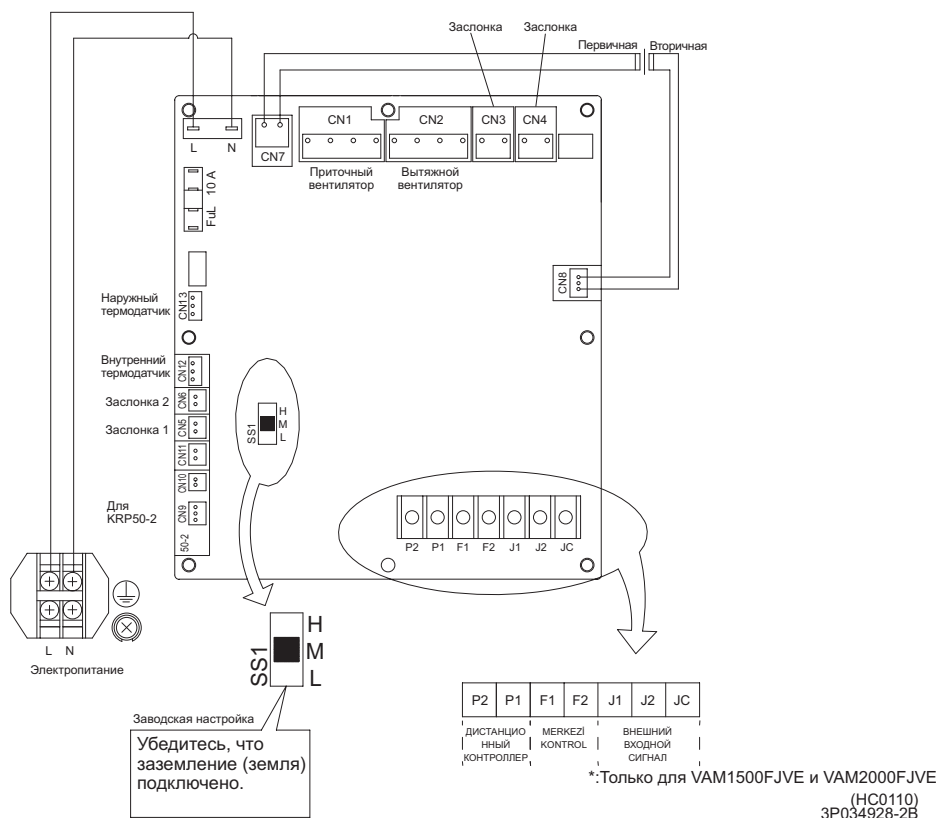 Заслонка
Заслонка
Первичная
Вторичная
L
N
CN7
CN1
CN2
CN3
CN4
Приточный
вентилятор
Вытяжной
вентилятор
10 A
FuL
CN8
Наружный
термодатчик
CN13
Внутренний
термодатчик
CN12
Заслонка 2
CN6
Заслонка 1
CN5
CN11
CN10
Для
KRP50-2
CN9
50-2
SS1
H
M
L
P2 P1 F1 F2 J1 J2 JC
L N
Электропитание
SS1
H
M
L
Заводская настройка
Убедитесь, что
заземление (земля)
подключено.
P2 P1 F1 F2 J1 J2 JC
ДИСТАНЦИО
ННЫЙ
КОНТРОЛЛЕР
MERKEZİ
KONTROL
ВНЕШНИЙ
ВХОДНОЙ
СИГНАЛ
*:Только для VAM1500FJVE и VAM2000FJVE
(HC0110)
3P034928-2B